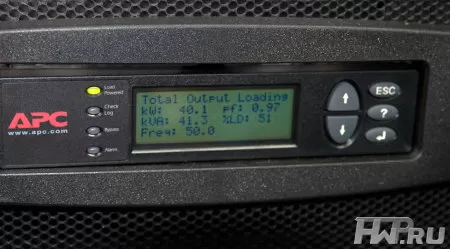 Load
Powered
Check
Log
Bypass
Alarm
APC
www.apc.com
Total Output Loading
kW: 40.1 pf: 0.97
kVA: 41.3 %LD: 51
Freq: 50.0
ESC
?
HWP.RU